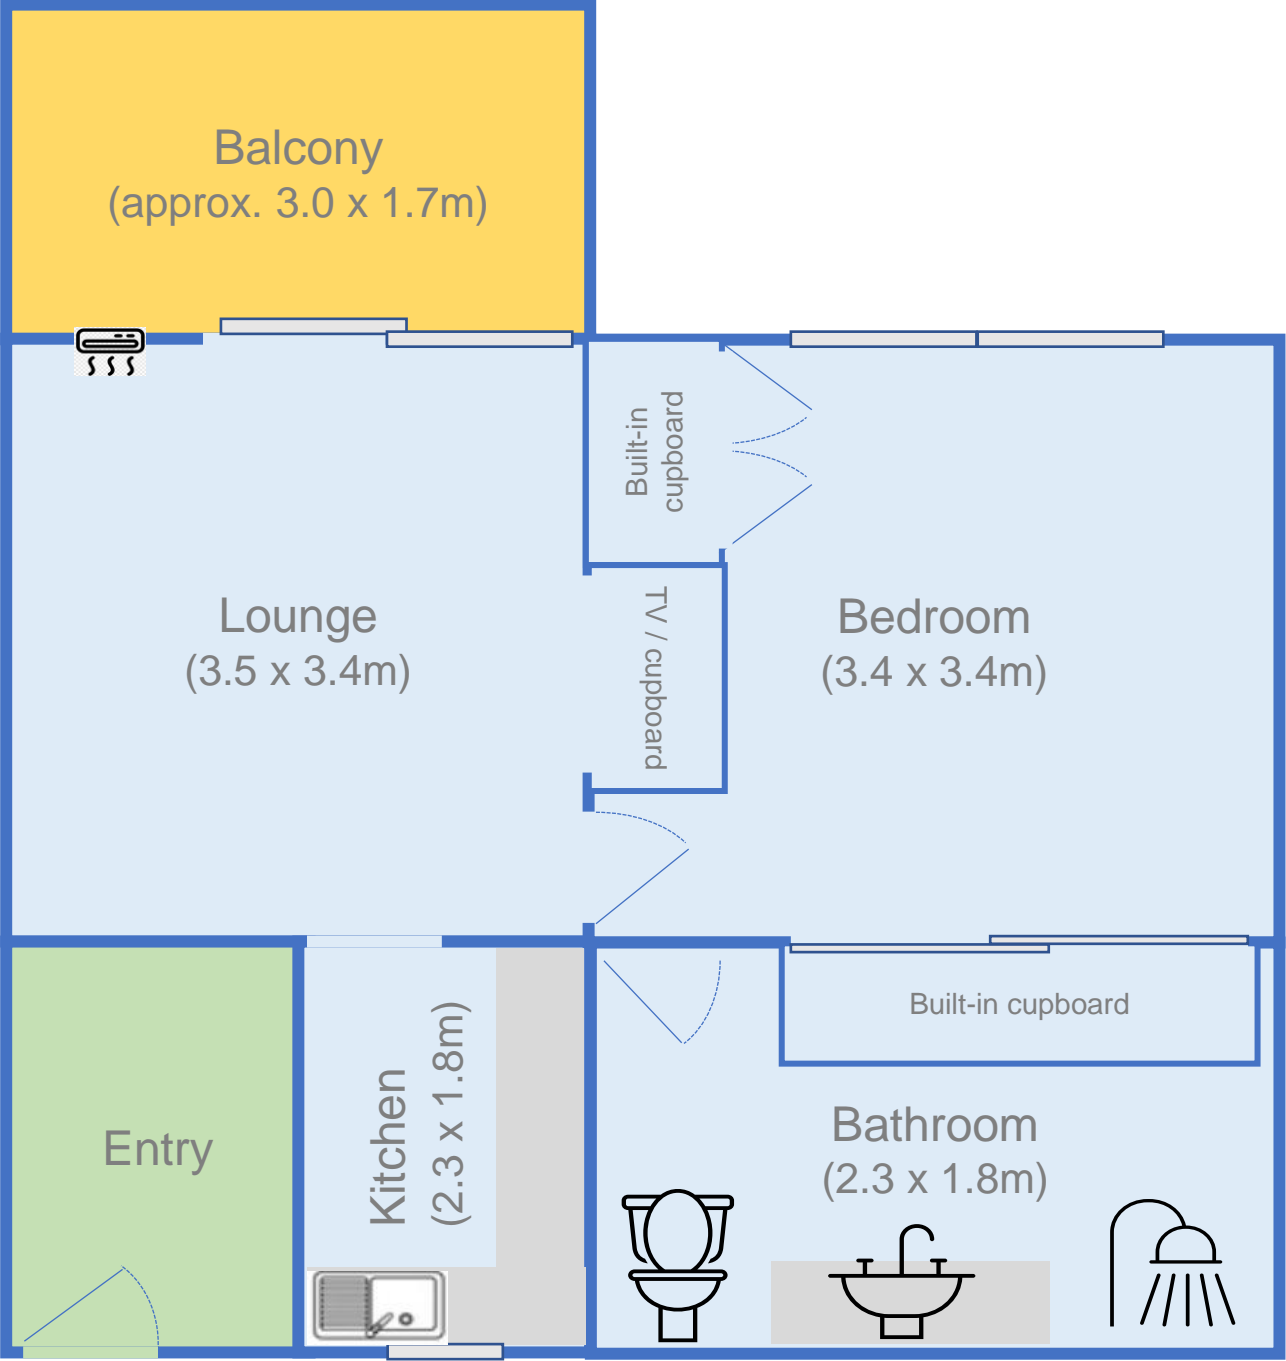 Balcony
(approx. 3.0 x 1.7m)
Built-in
cupboard
Lounge
(3.5 x 3.4m)
TV / cupboard
Bedroom
(3.4 x 3.4m)
Built-in cupboard
Entry
Kitchen
(2.3 x 1.8m)
Bathroom
(2.3 x 1.8m)